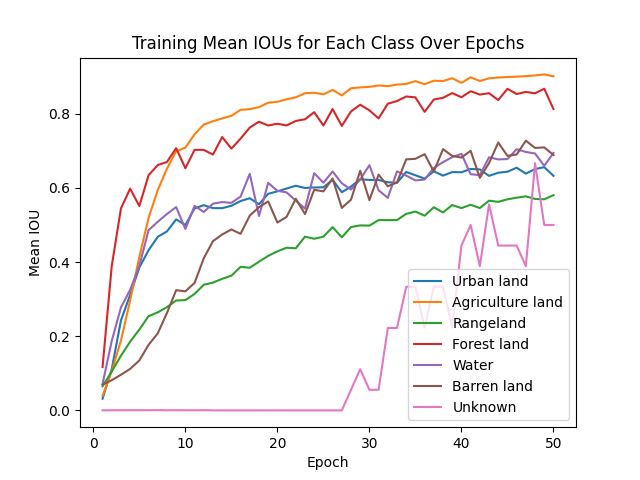 Training Mean IOUs for Each Class Over Epochs
Mean IOU
0.8
0.6
0.4
0.2
0.0
0
10
20
30
40
50
Epoch
Urban land
Agriculture land
Rangeland
Forest land
Water
Barren land
Unknown